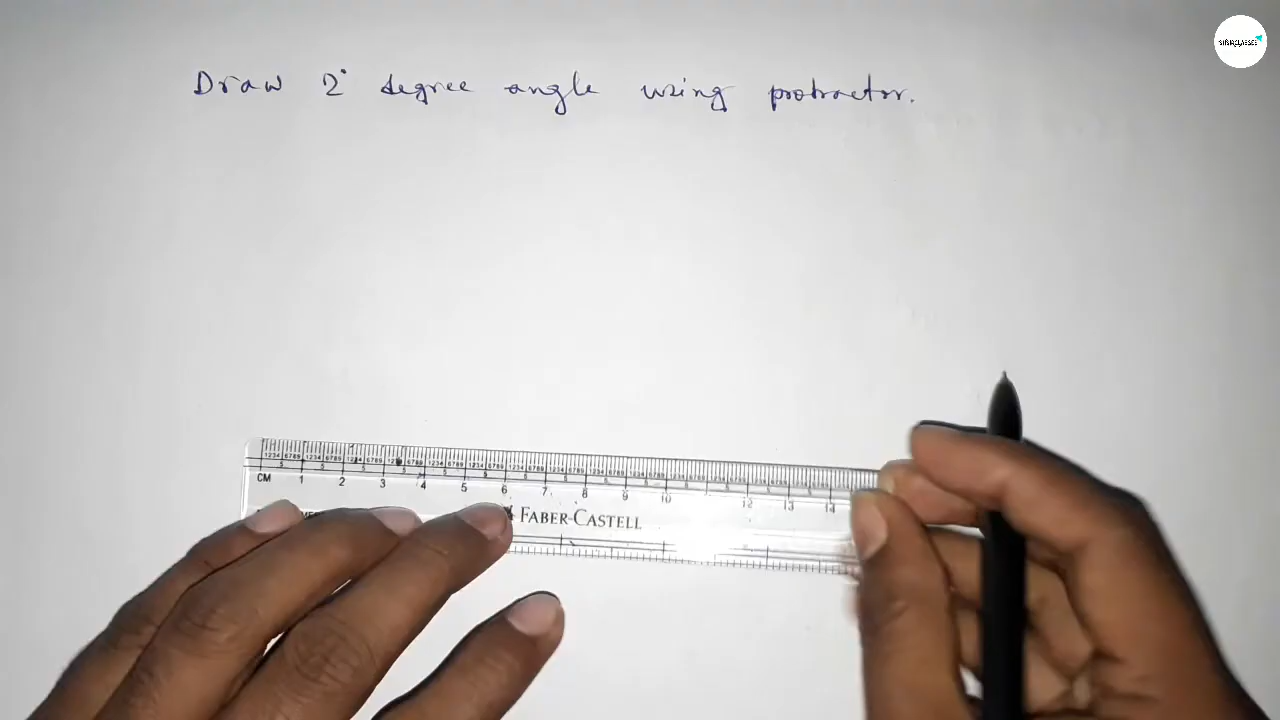 Draw 2° degree angle using protractor.
CM 1 2 3 4 5 6 7 8 9 10 12 13 14
FABER-CASTELL